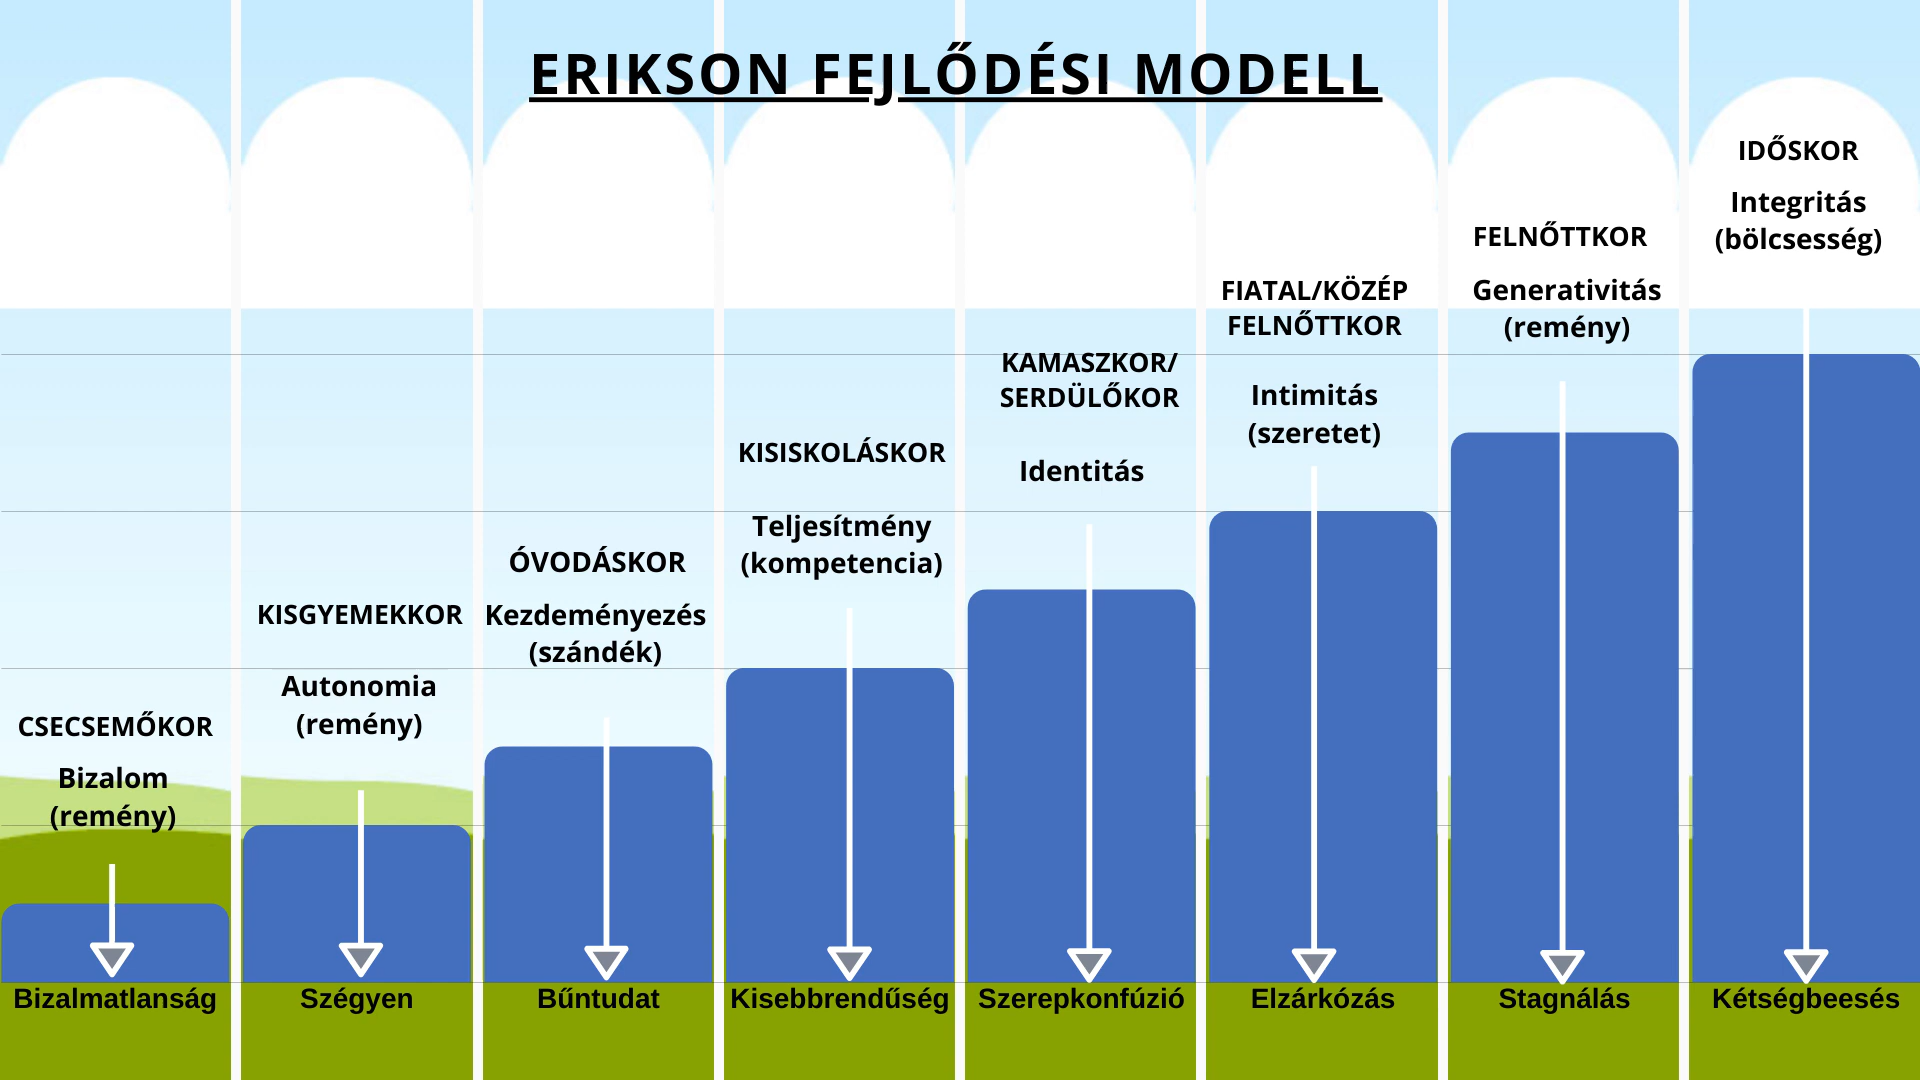 ERIKSON FEJLŐDÉSI MODELL
CSECSEMŐKOR
Bizalom
(remény)
Bizalmatlanság
KISGYEMEKKOR
Autonomia
(remény)
Szégyen
ÓVODÁSKOR
Kezdeményezés
(szándék)
Bűntudat
KISISKOLÁSKOR
Teljesítmény
(kompetencia)
Kisebbrendűség
KAMASZKOR/
SERDÜLŐKOR
Identitás
Szerepkonfúzió
FIATAL/KÖZÉP
FELNŐTTKOR
Intimitás
(szeretet)
Elzárkózás
FELNŐTTKOR
Generativitás
(remény)
Stagnálás
IDŐSKOR
Integritás
(bölcsesség)
Kétségbeesés